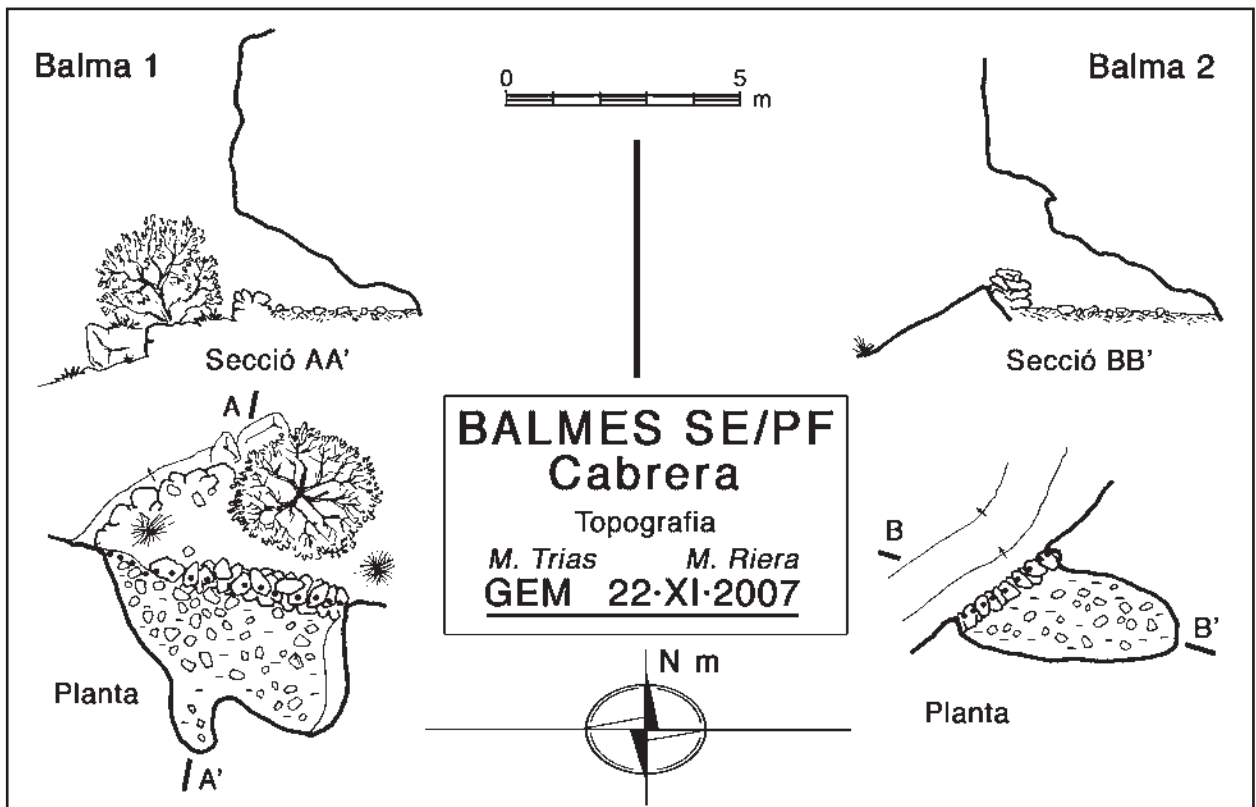 Balma 1
0 5
m
Balma 2
Secció AA'
Secció BB'
A
BALMES SE/PF
Cabrera
Topografia
M. Trias M. Riera
GEM 22·XI·2007
B
B'
N m
Planta
Planta
A'